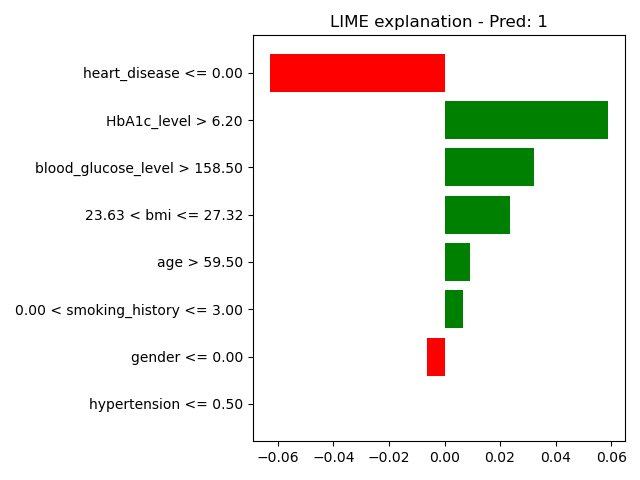 LIME explanation - Pred: 1
heart_disease <= 0.00
HbA1c_level > 6.20
blood_glucose_level > 158.50
23.63 < bmi <= 27.32
age > 59.50
0.00 < smoking_history <= 3.00
gender <= 0.00
hypertension <= 0.50
−0.06 −0.04 −0.02 0.00 0.02 0.04 0.06